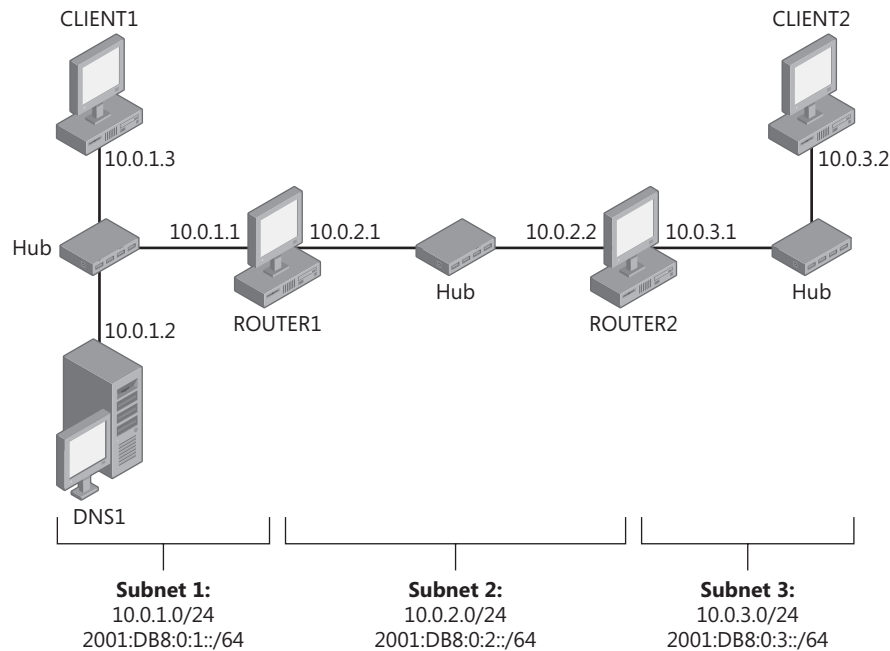 CLIENT1
CLIENT2
10.0.1.3
10.0.3.2
Hub
10.0.1.1
10.0.2.1
10.0.2.2
10.0.3.1
Hub
Hub
ROUTER1
ROUTER2
10.0.1.2
DNS1
Subnet 1:
10.0.1.0/24
2001:DB8:0:1::/64
Subnet 2:
10.0.2.0/24
2001:DB8:0:2::/64
Subnet 3:
10.0.3.0/24
2001:DB8:0:3::/64